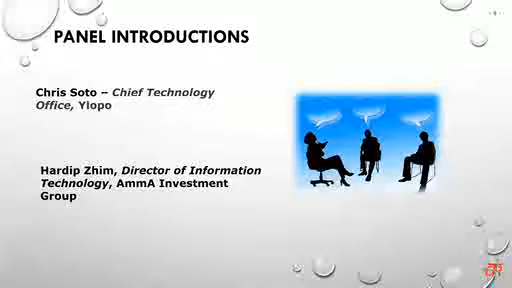 PANEL INTRODUCTIONS
Chris Soto – Chief Technology
Office, Ylopo
Hardip Zhim, Director of Information
Technology, AmmA Investment
Group